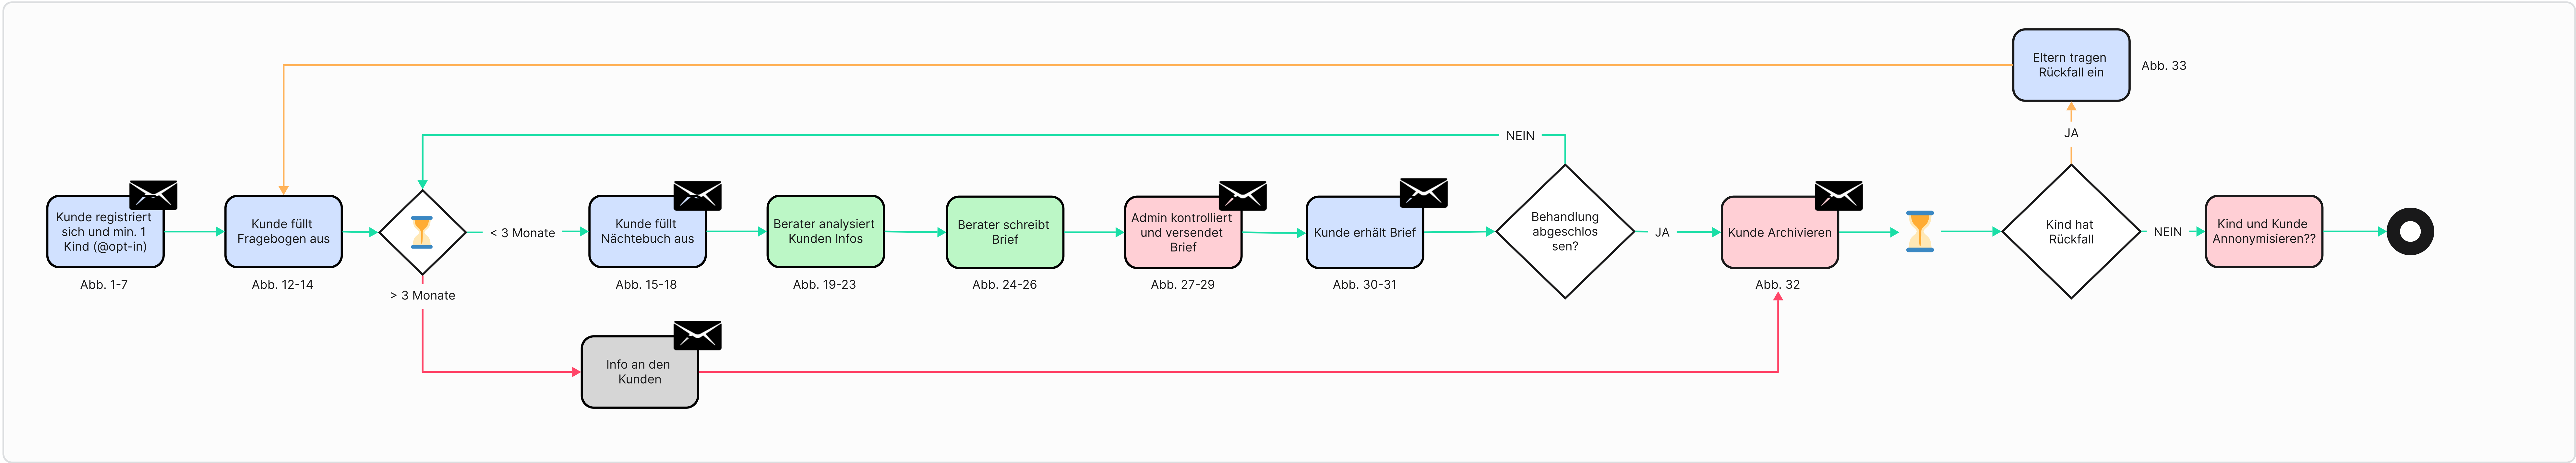 Eltern tragen
Rückfall ein
Abb. 33
NEIN
JA
Kunde registriert
sich und min. 1
Kind (@opt-in)
Abb. 1-7
Kunde füllt
Fragebogen aus
Abb. 12-14
< 3 Monate
> 3 Monate
Kunde füllt
Nächtebuch aus
Abb. 15-18
Berater analysiert
Kunden Infos
Abb. 19-23
Berater schreibt
Brief
Abb. 24-26
Admin kontrolliert
und versendet
Brief
Abb. 27-29
Kunde erhält Brief
Abb. 30-31
Behandlung
abgeschlos
sen?
JA
Kunde Archivieren
Abb. 32
Kind hat
Rückfall
NEIN
Kind und Kunde
Annonymisieren??
Info an den
Kunden